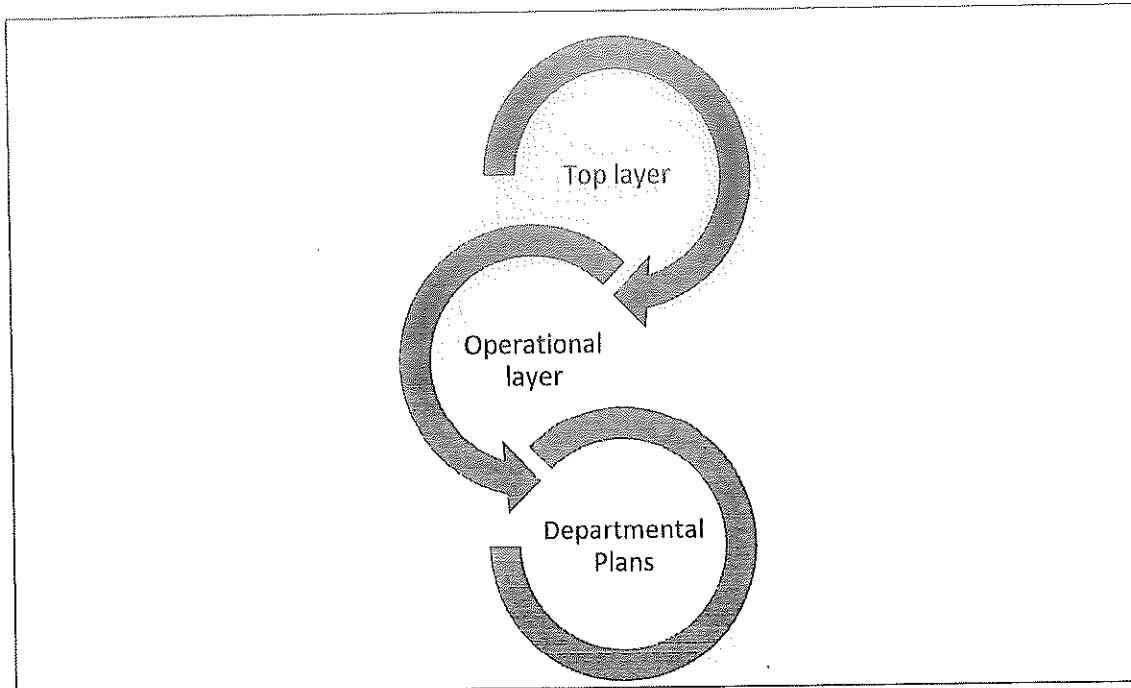 Top layer
Operational
layer
Departmental
Plans